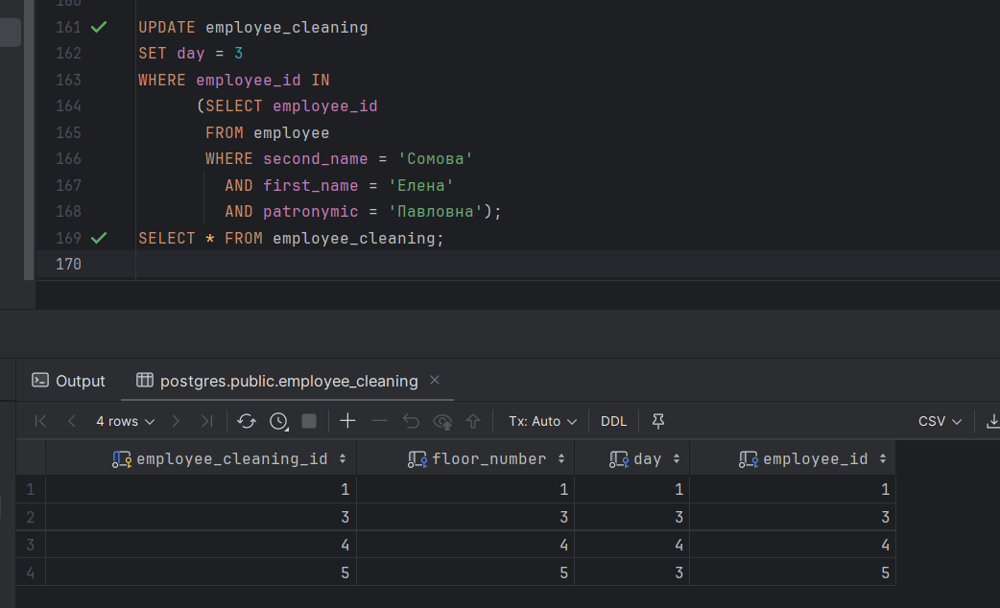 160
161 UPDATE employee_cleaning
162 SET day = 3
163 WHERE employee_id IN
164 (SELECT employee_id
165 FROM employee
166 WHERE second_name = 'Сомова'
167 AND first_name = 'Елена'
168 AND patronymic = 'Павловна');
169 SELECT * FROM employee_cleaning;
170
Output postgres.public.employee_cleaning
4 rows Tx: Auto DDL CSV
employee_cleaning_id floor_number day employee_id
1 1 1 1 1
2 3 3 3 3
3 4 4 4 4
4 5 5 3 5